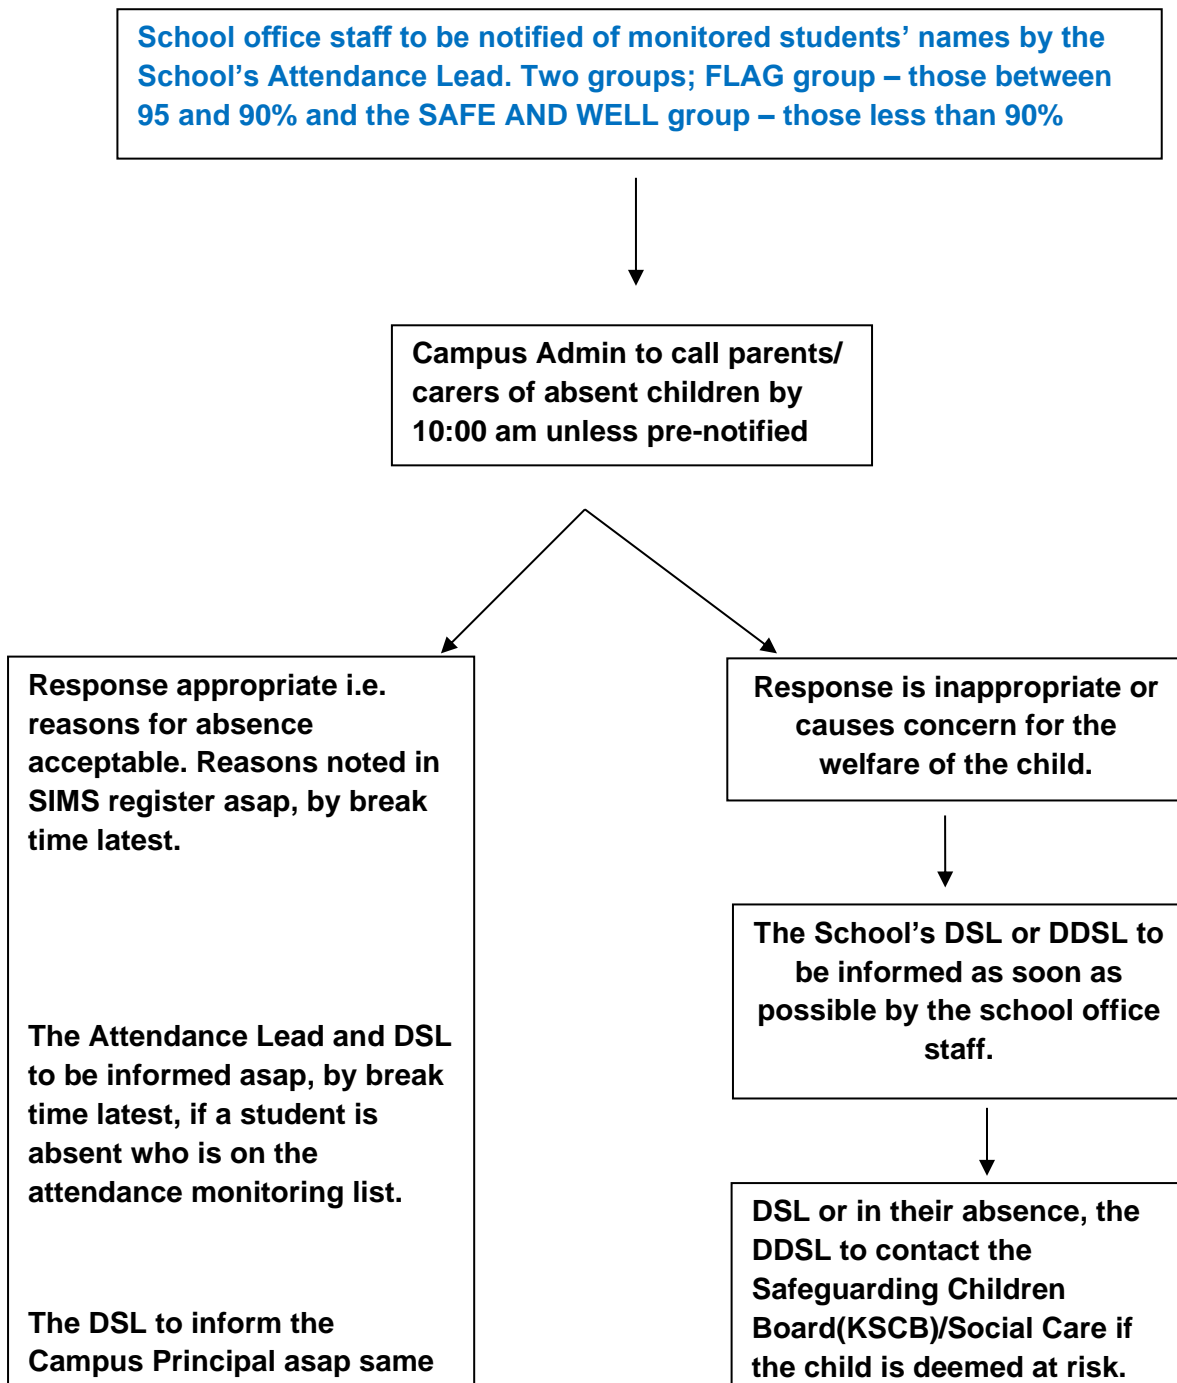 School office staff to be notified of monitored students’ names by the
School’s Attendance Lead. Two groups; FLAG group – those between
95 and 90% and the SAFE AND WELL group – those less than 90%
Campus Admin to call parents/
carers of absent children by
10:00 am unless pre-notified
Response appropriate i.e.
reasons for absence
acceptable. Reasons noted in
SIMS register asap, by break
time latest.
The Attendance Lead and DSL
to be informed asap, by break
time latest, if a student is
absent who is on the
attendance monitoring list.
The DSL to inform the
Campus Principal asap same
Response is inappropriate or
causes concern for the
welfare of the child.
The School’s DSL or DDSL to
be informed as soon as
possible by the school office
staff.
DSL or in their absence, the
DDSL to contact the
Safeguarding Children
Board(KSCB)/Social Care if
the child is deemed at risk.